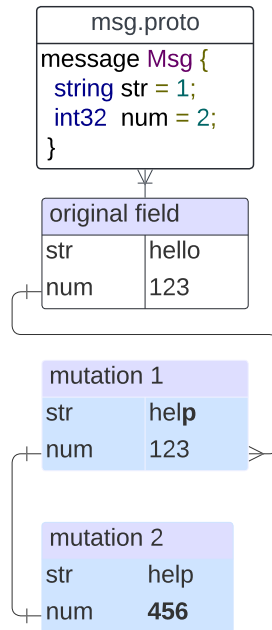 msg.proto
message Msg {
string str = 1;
int32 num = 2;
}
original field
str hello
num 123
mutation 1
str help
num 123
mutation 2
str help
num 456